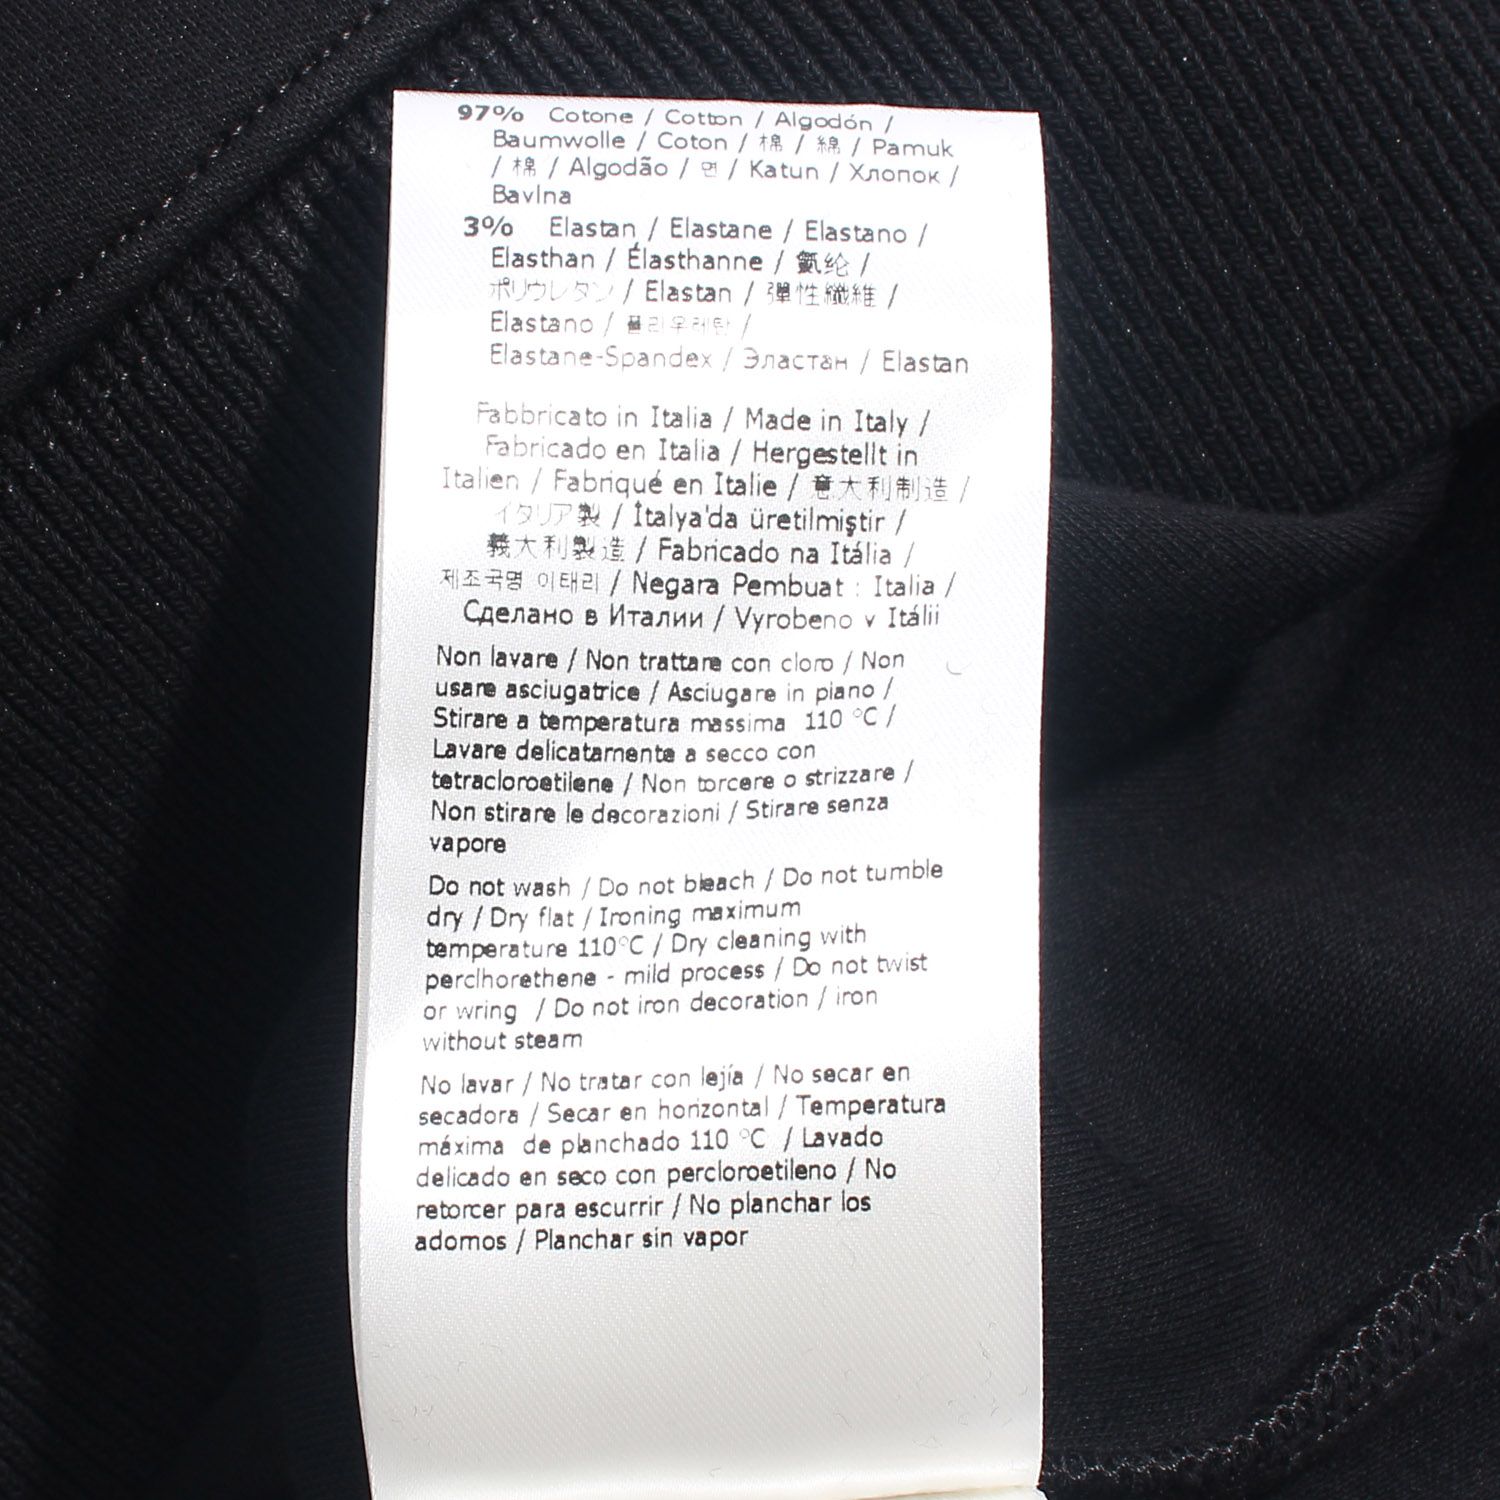 97% Cotone / Cotton / Algodón /
Baumwolle / Coton / 棉 / 綿 / Pamuk
/ 棉 / Algodão / 면 / Katun / Хлопок /
Bavlna
3% Elastan / Elastane / Elastano /
Elasthan / Élasthanne / 氨纶 /
ポリウレタン / Elastan / 彈性纖維 /
Elastano / 폴리우레탄 /
Elastane-Spandex / Эластан / Elastan
Fabbricato in Italia / Made in Italy /
Fabricado en Italia / Hergestellt in
Italien / Fabriqué en Italie / 意大利制造 /
イタリア製 / İtalya'da üretilmiştir /
義大利製造 / Fabricado na Itália /
제조국명 이태리 / Negara Pembuat : Italia /
Сделано в Италии / Vyrobeno v Itálii
Non lavare / Non trattare con cloro / Non
usare asciugatrice / Asciugare in piano /
Stirare a temperatura massima 110 °C /
Lavare delicatamente a secco con
tetracloroetilene / Non torcere o strizzare /
Non stirare le decorazioni / Stirare senza
vapore
Do not wash / Do not bleach / Do not tumble
dry / Dry flat / Ironing maximum
temperature 110°C / Dry cleaning with
perclhorethene - mild process / Do not twist
or wring / Do not iron decoration / iron
without steam
No lavar / No tratar con lejía / No secar en
secadora / Secar en horizontal / Temperatura
máxima de planchado 110 °C / Lavado
delicado en seco con percloroetileno / No
retorcer para escurrir / No planchar los
adornos / Planchar sin vapor